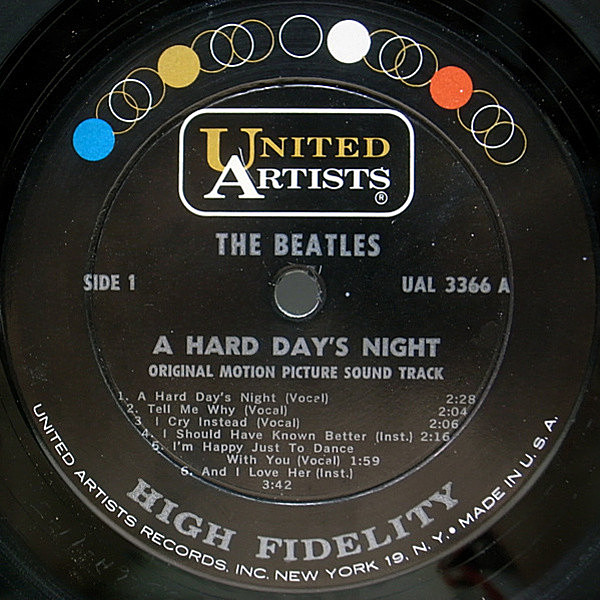 UNITED
ARTISTS
®
THE BEATLES
SIDE 1
UAL 3366 A
A HARD DAY'S NIGHT
ORIGINAL MOTION PICTURE SOUND TRACK
1. A Hard Day's Night (Vocal) 2:28
2. Tell Me Why (Vocal) 2:04
3. I Cry Instead (Vocal) 2:06
4. I Should Have Known Better (Inst.) 2:16
5. I'm Happy Just To Dance
With You (Vocal) 1:59
6. And I Love Her (Inst.)
3:42
HIGH FIDELITY
UNITED ARTISTS RECORDS, INC. NEW YORK 19, N. Y. • MADE IN U. S. A.